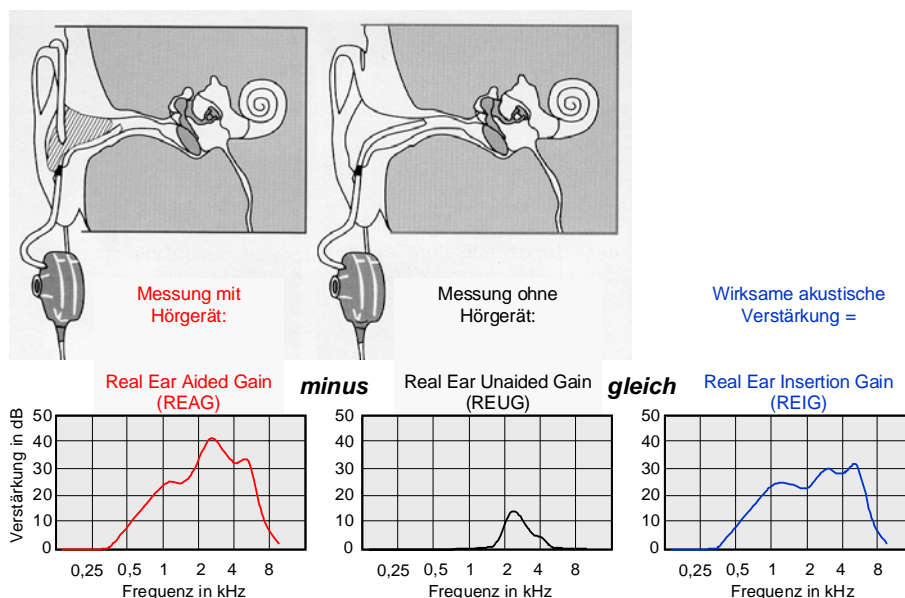 Messung mit
Hörgerät:
Messung ohne
Hörgerät:
Wirksame akustische
Verstärkung =
Real Ear Aided Gain
(REAG)
minus
Real Ear Unaided Gain
(REUG)
gleich
Real Ear Insertion Gain
(REIG)
Verstärkung in dB
50
40
30
20
10
0
0,25 0,5 1 2 4 8
Frequenz in kHz
50
40
30
20
10
0
0,25 0,5 1 2 4 8
Frequenz in kHz
50
40
30
20
10
0
0,25 0,5 1 2 4 8
Frequenz in kHz